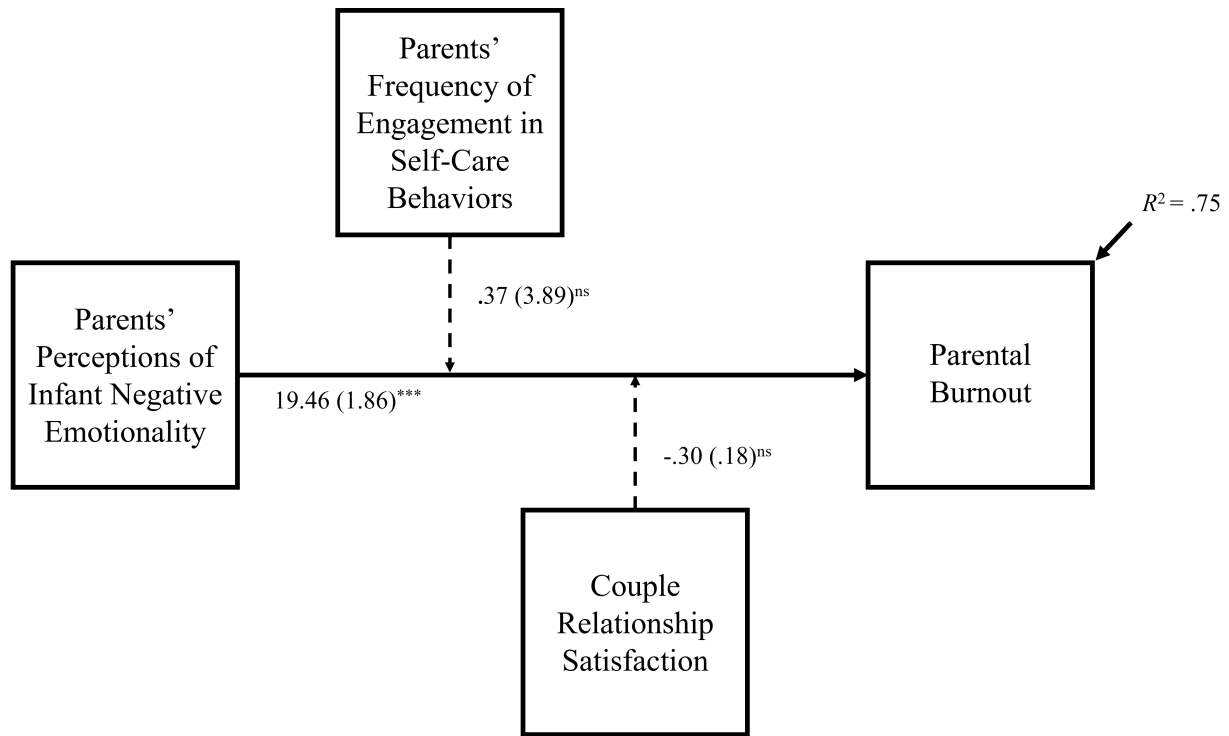 Parents’
Frequency of
Engagement in
Self-Care
Behaviors
R² = .75
.37 (3.89)ⁿˢ
Parents’
Perceptions of
Infant Negative
Emotionality
19.46 (1.86)***
Parental
Burnout
-.30 (.18)ⁿˢ
Couple
Relationship
Satisfaction